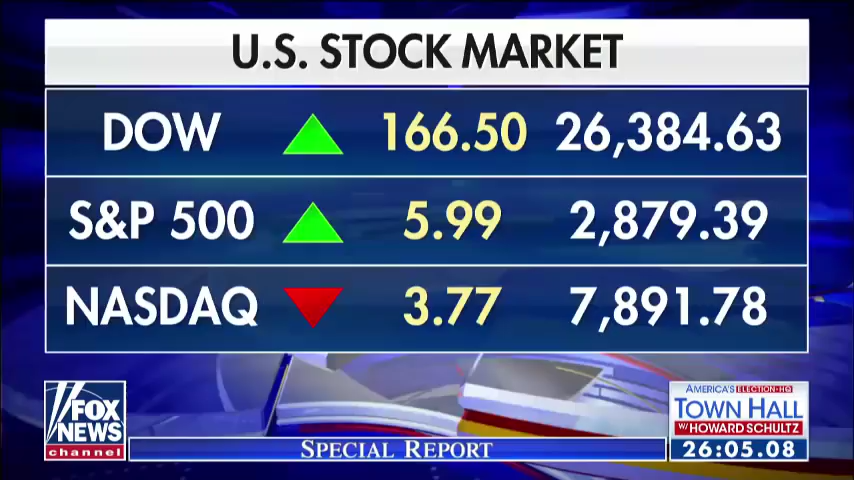 U.S. STOCK MARKET
DOW 166.50 26,384.63
S&P 500 5.99 2,879.39
NASDAQ 3.77 7,891.78
FOX
NEWS
channel
SPECIAL REPORT
AMERICA'S ELECTION HQ
TOWN HALL
W/ HOWARD SCHULTZ
26:05.08